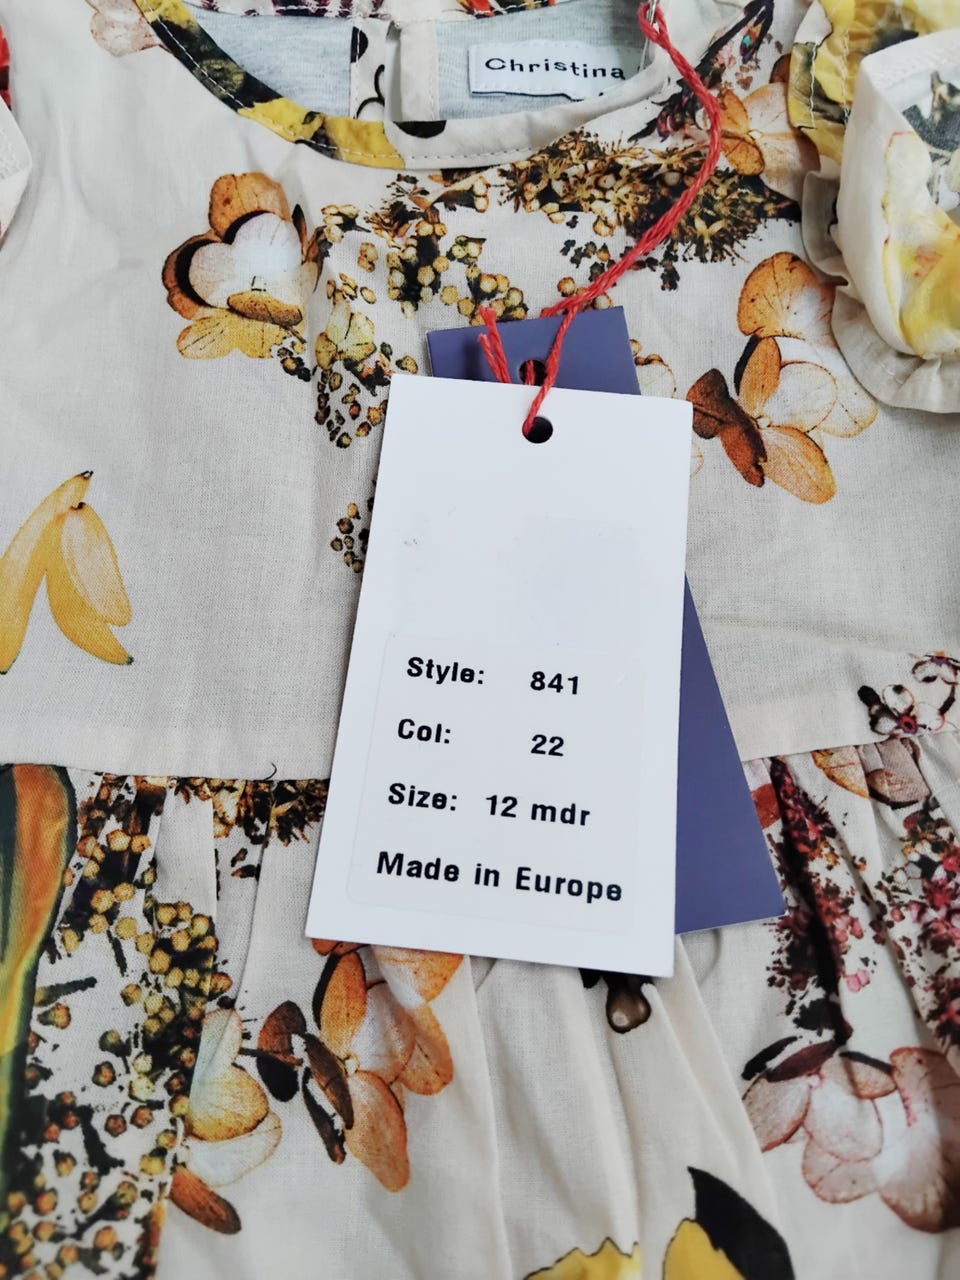 Christina
Style: 841
Col: 22
Size: 12 mdr
Made in Europe